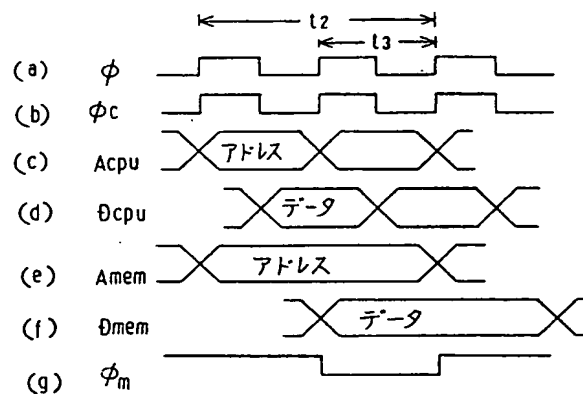 t2
t3
(a) φ
(b) φc
(c) Acpu アドレス
(d) Dcpu データ
(e) Amem アドレス
(f) Dmem データ
(g) φm